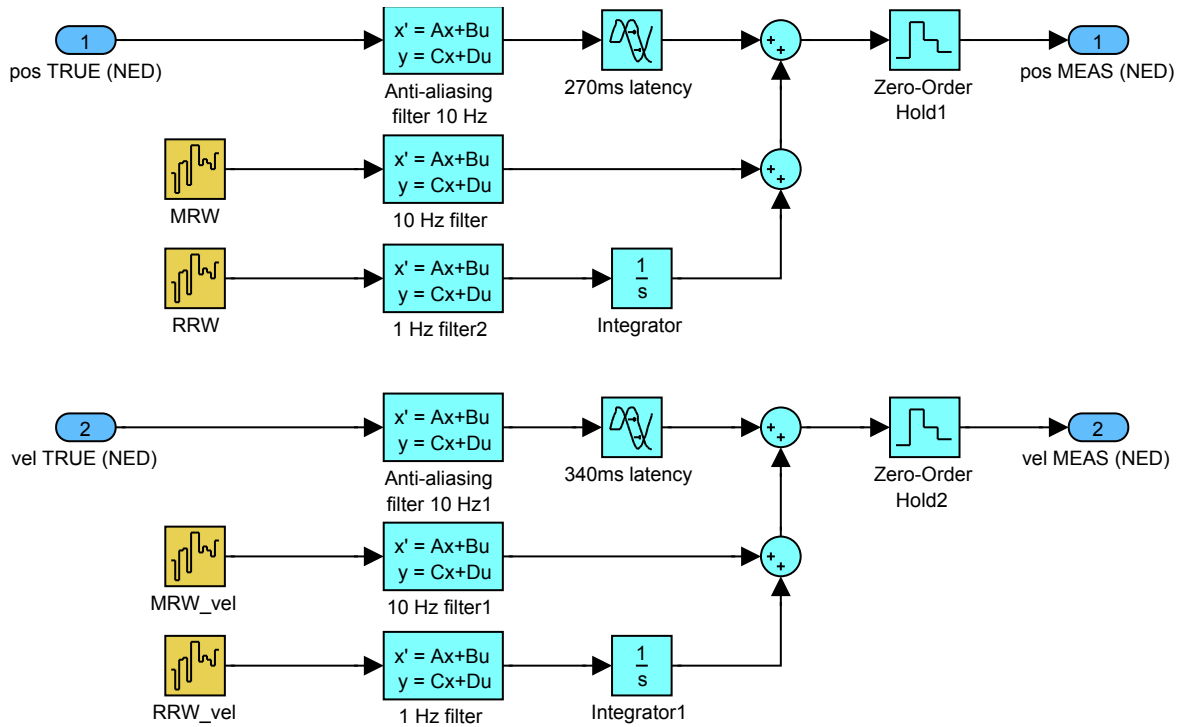 1
pos TRUE (NED)
x' = Ax+Bu
y = Cx+Du
Anti-aliasing
filter 10 Hz
270ms latency
+
+
Zero-Order
Hold1
1
pos MEAS (NED)
MRW
x' = Ax+Bu
y = Cx+Du
10 Hz filter
+
+
RRW
x' = Ax+Bu
y = Cx+Du
1 Hz filter2
1
s
Integrator
2
vel TRUE (NED)
x' = Ax+Bu
y = Cx+Du
Anti-aliasing
filter 10 Hz1
340ms latency
+
+
Zero-Order
Hold2
2
vel MEAS (NED)
MRW_vel
x' = Ax+Bu
y = Cx+Du
10 Hz filter1
+
+
RRW_vel
x' = Ax+Bu
y = Cx+Du
1 Hz filter
1
s
Integrator1